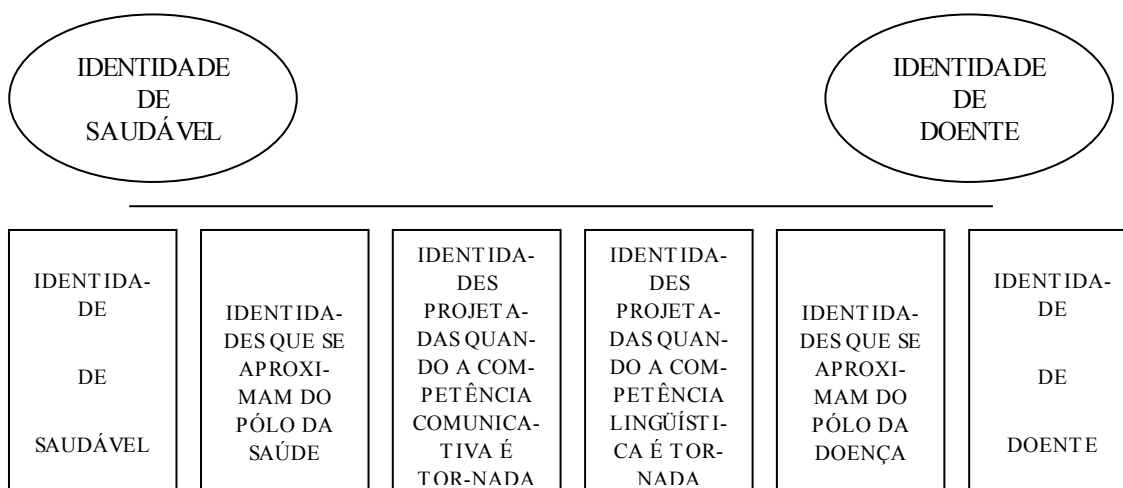 IDENTIDADE
DE
SAUDÁVEL
IDENTIDADE
DE
DOENTE
IDENTIDA-
DE
DE
SAUDÁVEL
IDENTIDA-
DES QUE SE
APROXI-
MAM DO
PÓLO DA
SAÚDE
IDENTIDA-
DES
PROJETA-
DAS QUAN-
DO A COM-
PETÊNCIA
COMUNICA-
TIVA É
TOR-NADA
IDENTIDA-
DES
PROJETA-
DAS QUAN-
DO A COM-
PETÊNCIA
LINGÜÍSTI-
CA É TOR-
NADA
IDENTIDA-
DES QUE SE
APROXI-
MAM DO
PÓLO DA
DOENÇA
IDENTIDA-
DE
DE
DOENTE